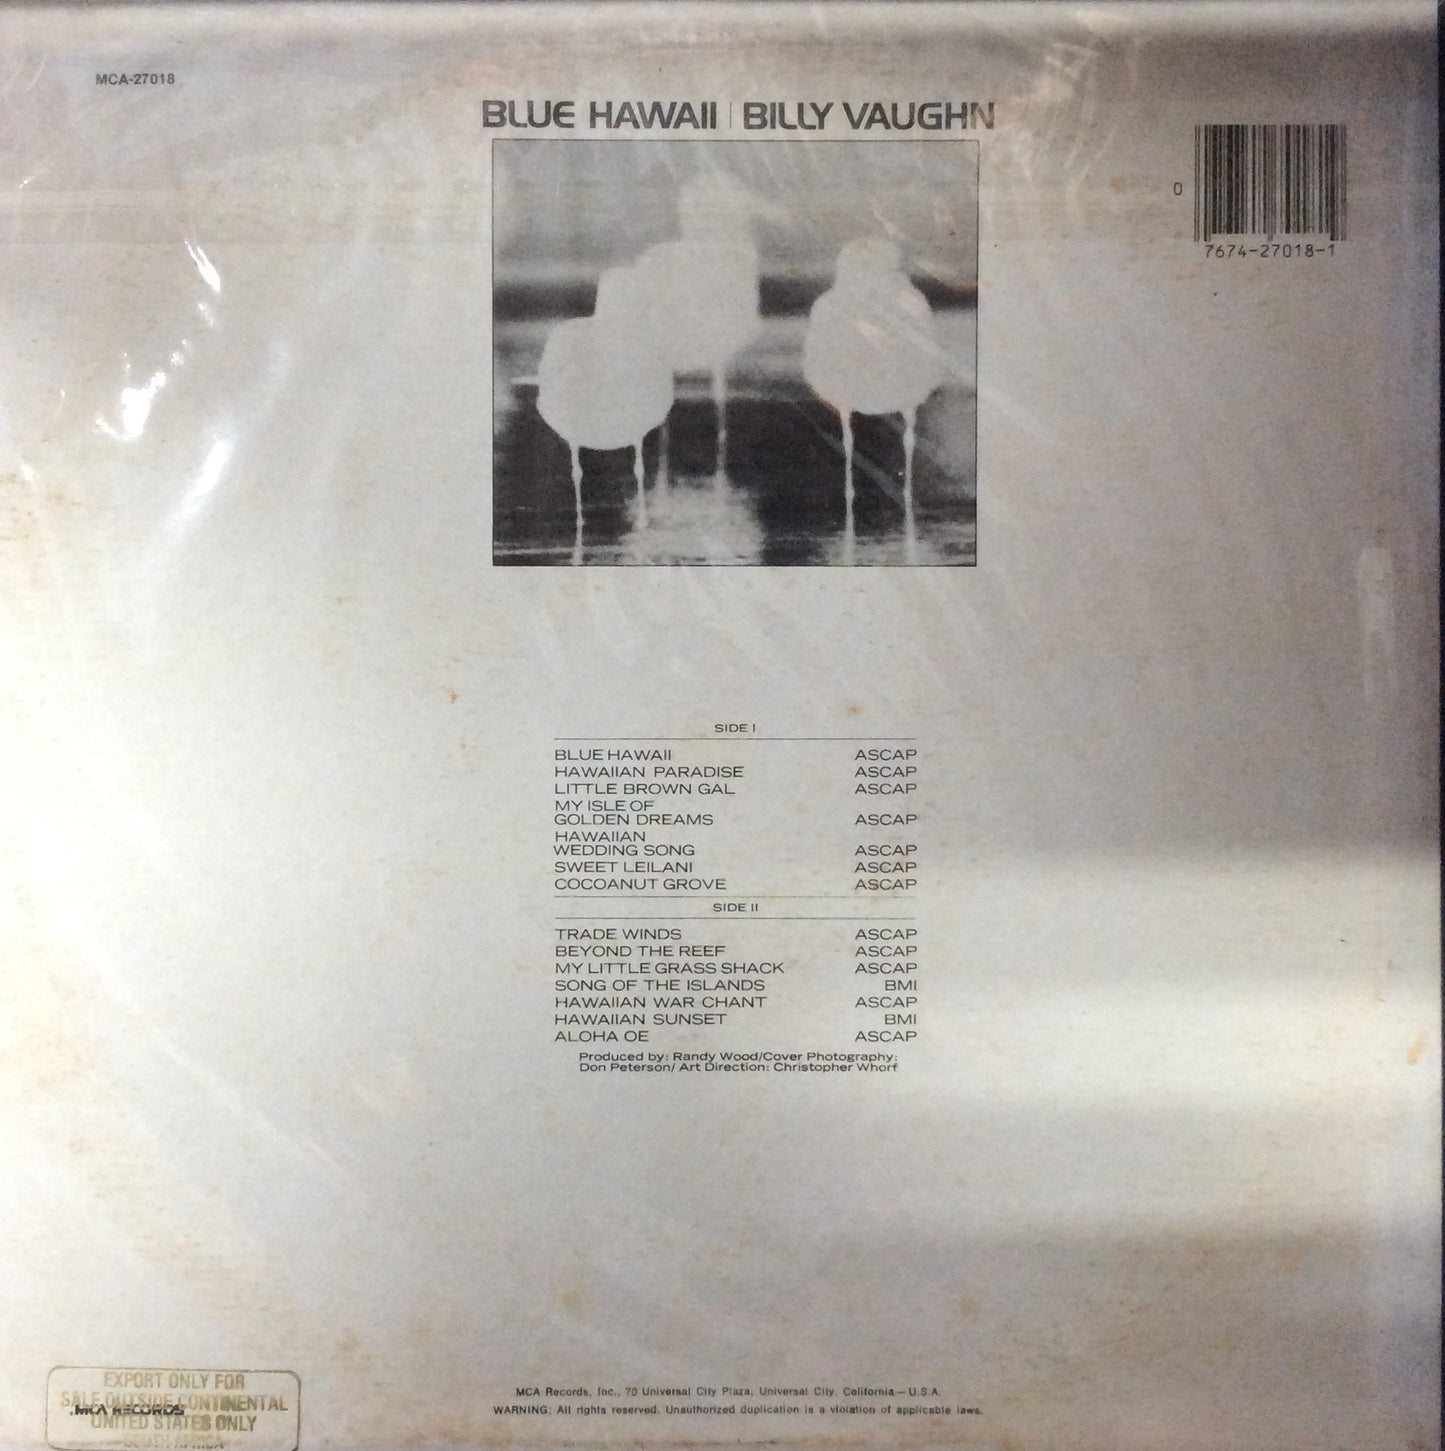 MCA-27018
BLUE HAWAII | BILLY VAUGHN
0
7674-27018-1
SIDE I
BLUE HAWAII ASCAP
HAWAIIAN PARADISE ASCAP
LITTLE BROWN GAL ASCAP
MY ISLE OF
GOLDEN DREAMS ASCAP
HAWAIIAN
WEDDING SONG ASCAP
SWEET LEILANI ASCAP
COCOANUT GROVE ASCAP
SIDE II
TRADE WINDS ASCAP
BEYOND THE REEF ASCAP
MY LITTLE GRASS SHACK ASCAP
SONG OF THE ISLANDS BMI
HAWAIIAN WAR CHANT ASCAP
HAWAIIAN SUNSET BMI
ALOHA OE ASCAP
Produced by: Randy Wood/Cover Photography:
Don Peterson/ Art Direction: Christopher Whorf
EXPORT ONLY FOR
SALE OUTSIDE CONTINENTAL
MCA RECORDS
UNITED STATES ONLY
SOUTH AFRICA
MCA Records, Inc., 70 Universal City Plaza, Universal City, California — U.S.A.
WARNING: All rights reserved. Unauthorized duplication is a violation of applicable laws.